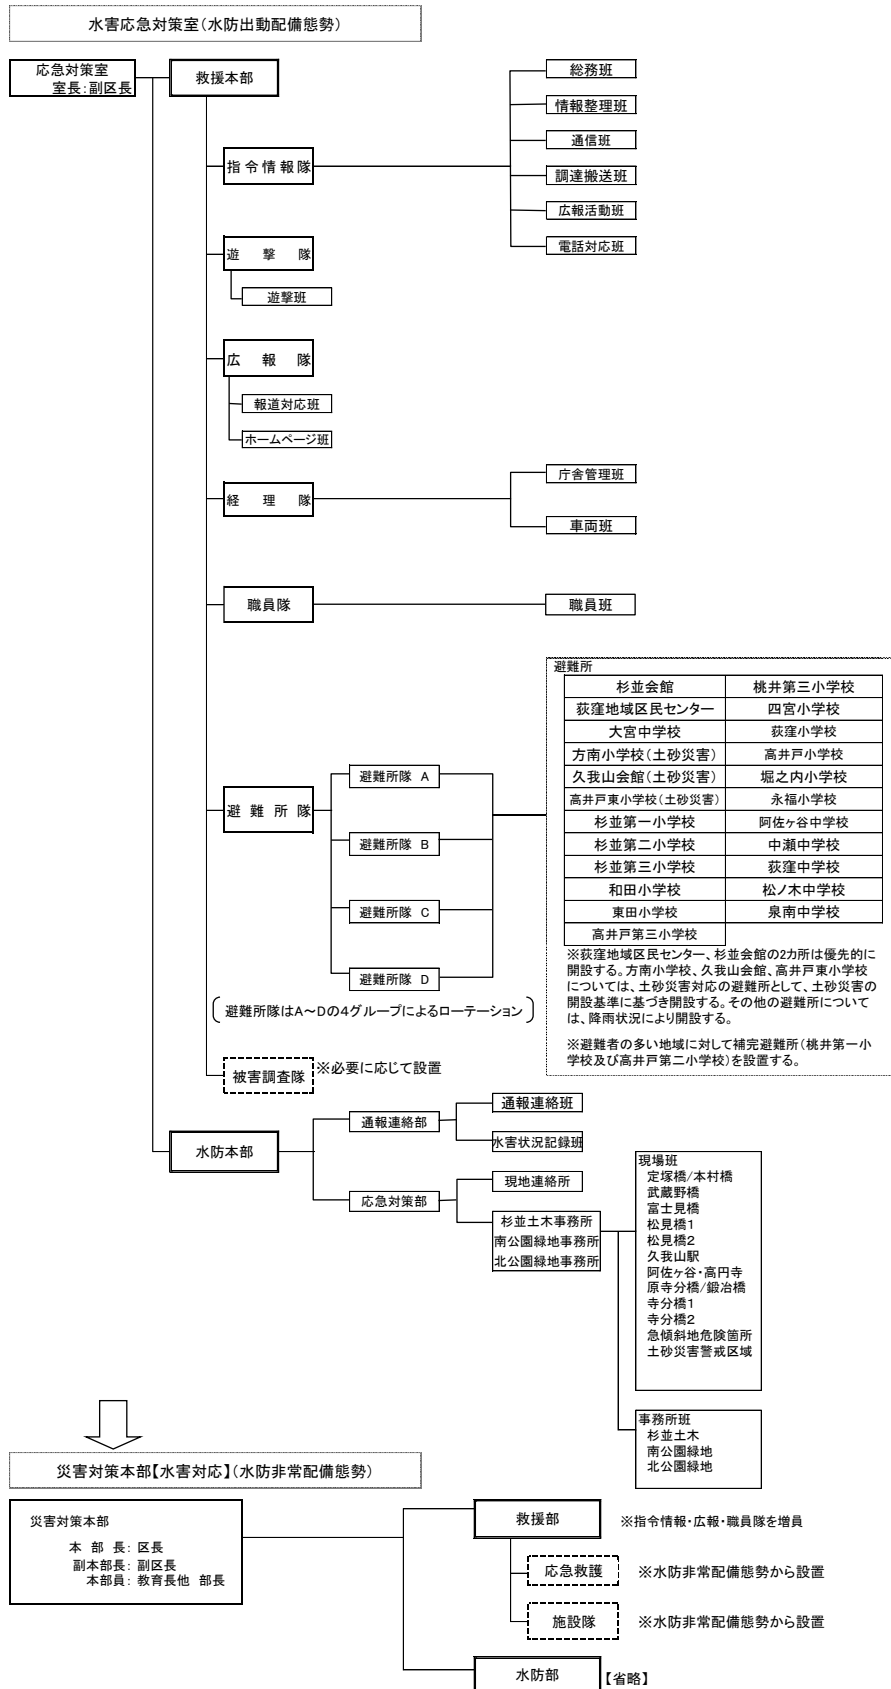 水害応急対策室（水防出動配備態勢）
応急対策室
室長：副区長
救援本部
指令情報隊
総務班
情報整理班
通信班
調達搬送班
広報活動班
電話対応班
遊撃隊
遊撃班
広報隊
報道対応班
ホームページ班
経理隊
庁舎管理班
車両班
職員隊
職員班
避難所隊
避難所隊 A
避難所隊 B
避難所隊 C
避難所隊 D
避難所隊はA～Dの4グループによるローテーション
避難所
杉並会館 桃井第三小学校
荻窪地域区民センター 四宮小学校
大宮中学校 荻窪小学校
方南小学校（土砂災害） 高井戸小学校
久我山会館（土砂災害） 堀之内小学校
高井戸東小学校（土砂災害） 永福小学校
杉並第一小学校 阿佐ヶ谷中学校
杉並第二小学校 中瀬中学校
杉並第三小学校 荻窪中学校
和田小学校 松ノ木中学校
東田小学校 泉南中学校
高井戸第三小学校
※荻窪地域区民センター、杉並会館の2カ所は優先的に
開設する。方南小学校、久我山会館、高井戸東小学校
については、土砂災害対応の避難所として、土砂災害の
開設基準に基づき開設する。その他の避難所について
は、降雨状況により開設する。
※避難者の多い地域に対して補完避難所（桃井第一小
学校及び高井戸第二小学校）を設置する。
被害調査隊
※必要に応じて設置
水防本部
通報連絡部
通報連絡班
水害状況記録班
応急対策部
現地連絡所
杉並土木事務所
南公園緑地事務所
北公園緑地事務所
現場班
定塚橋/本村橋
武蔵野橋
富士見橋
松見橋1
松見橋2
久我山駅
阿佐ヶ谷・高円寺
原寺分橋/鍛冶橋
寺分橋1
寺分橋2
急傾斜地危険箇所
土砂災害警戒区域
事務所班
杉並土木
南公園緑地
北公園緑地
災害対策本部【水害対応】（水防非常配備態勢）
災害対策本部
本 部 長： 区長
副本部長： 副区長
本部員： 教育長他 部長
救援部
※指令情報・広報・職員隊を増員
応急救護
※水防非常配備態勢から設置
施設隊
※水防非常配備態勢から設置
水防部
【省略】